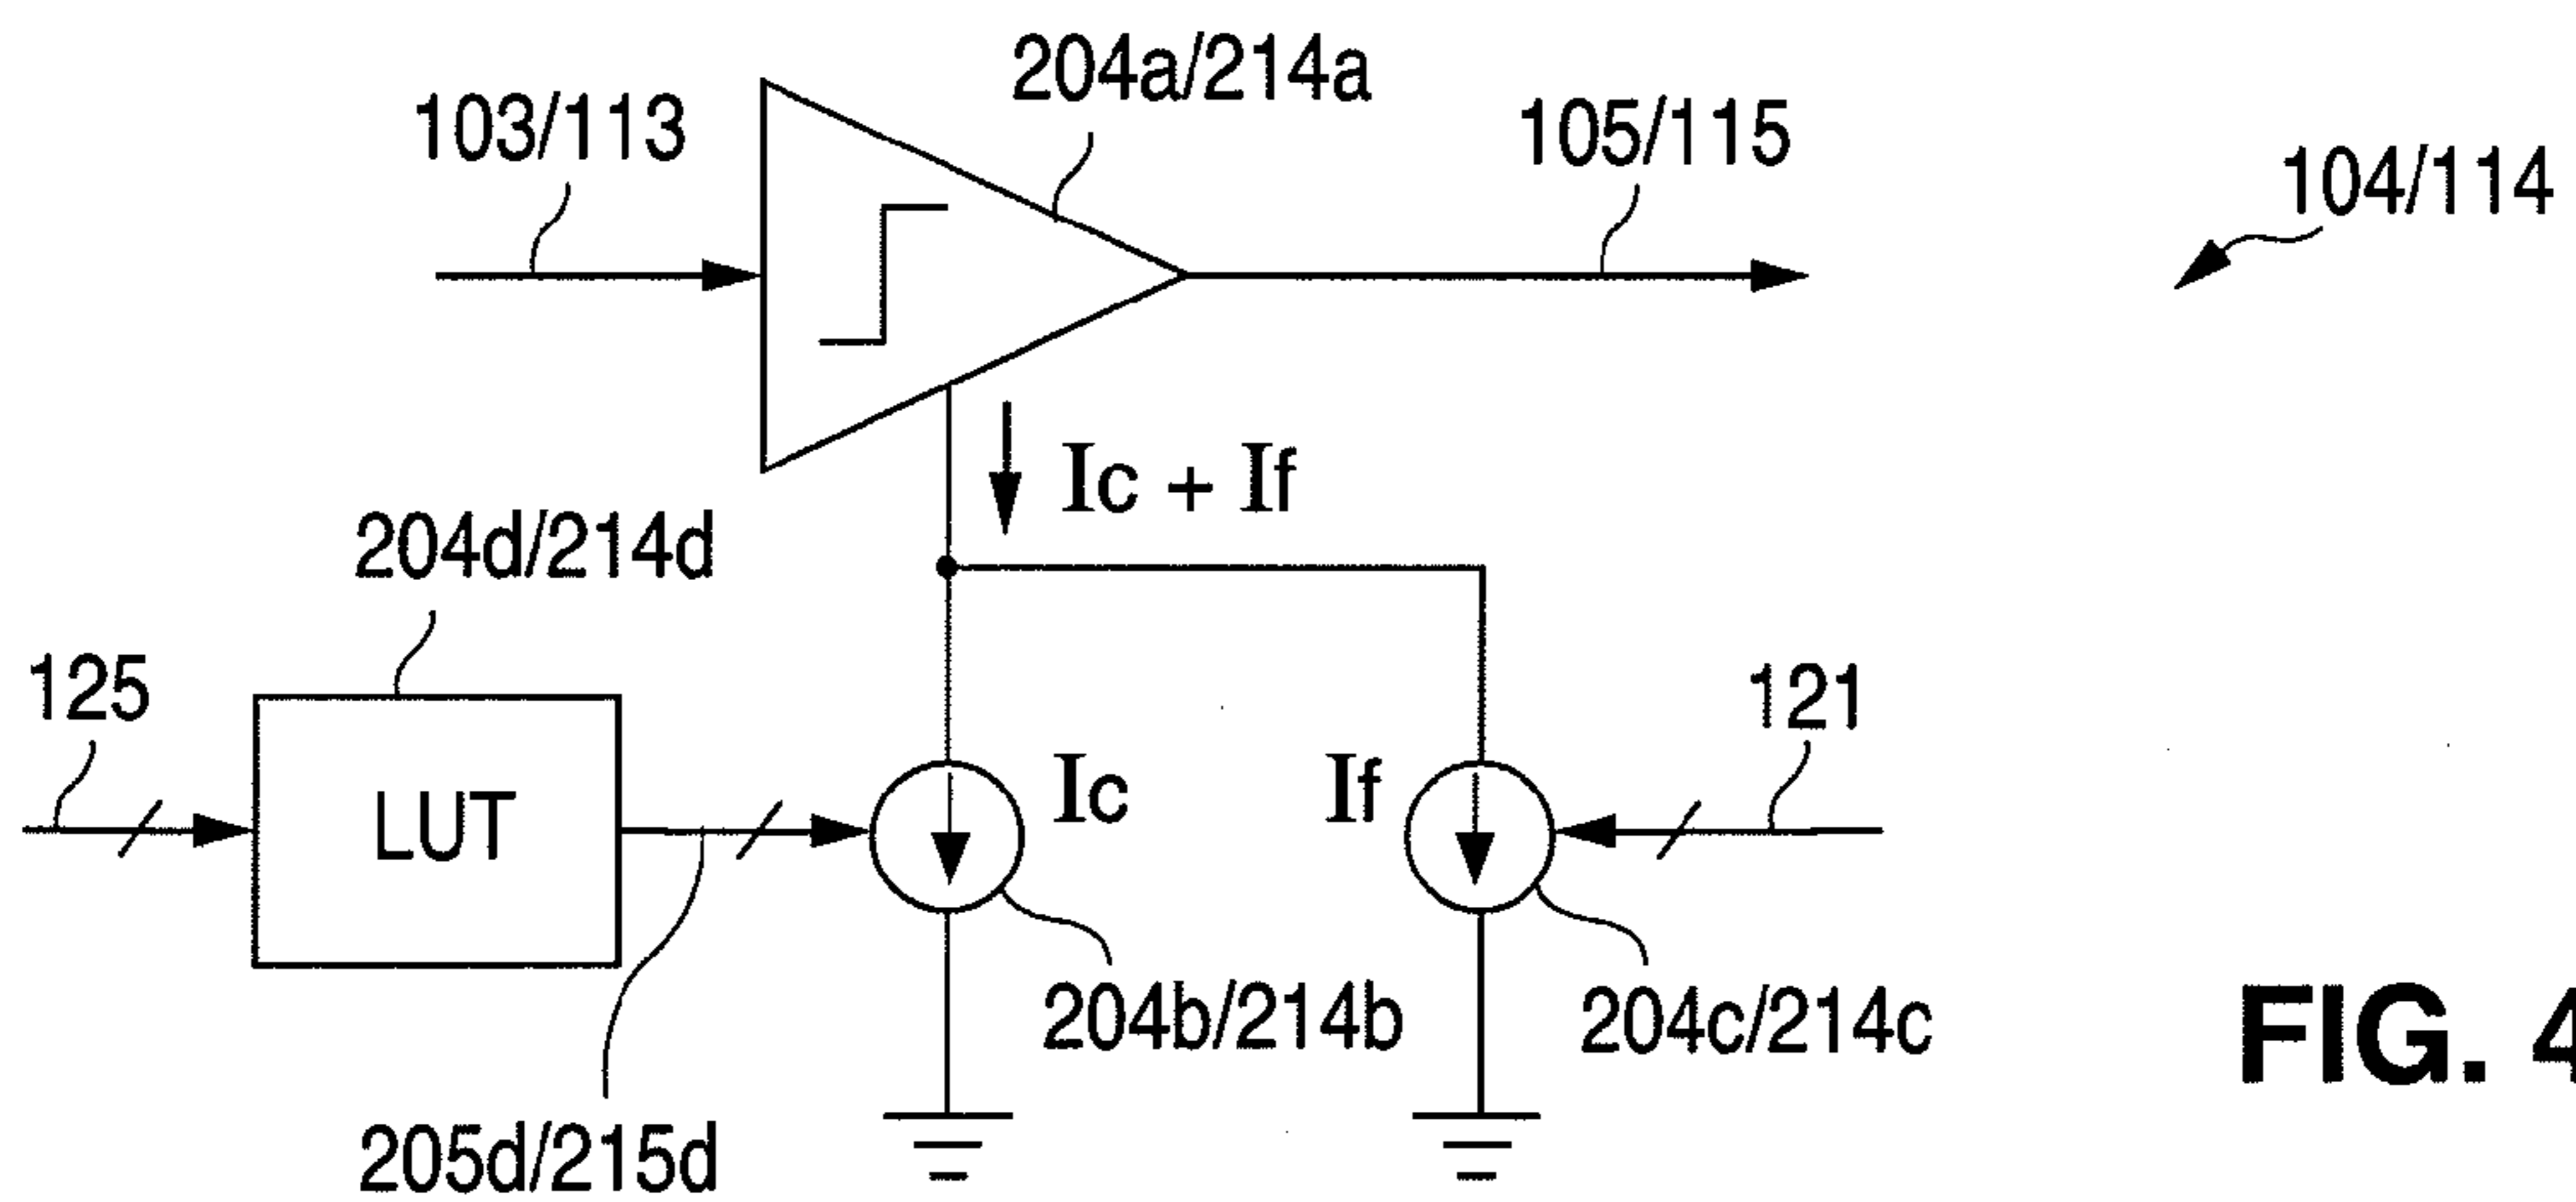 204a/214a
103/113
105/115
104/114
Ic + If
204d/214d
125
121
LUT
Ic
If
204b/214b
204c/214c
205d/215d
FIG. 4